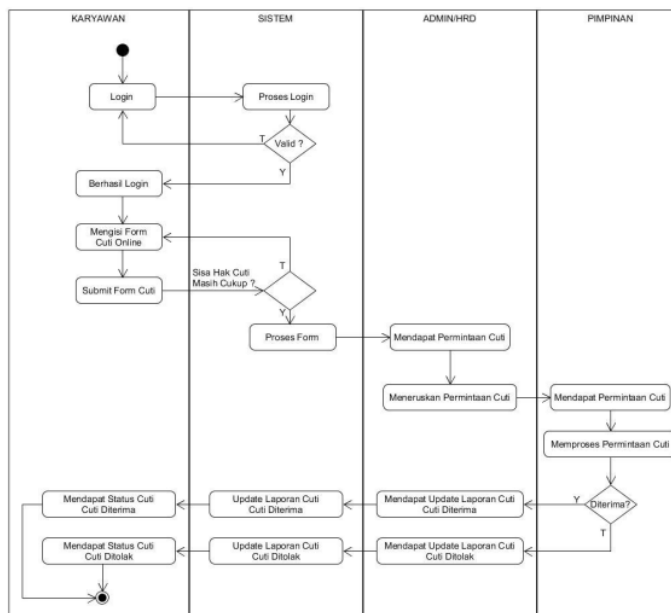 KARYAWAN
SISTEM
ADMIN/HRD
PIMPINAN
Login
Proses Login
T
Valid ?
Y
Berhasil Login
Mengisi Form
Cuti Online
T
Sisa Hak Cuti
Masih Cukup ?
Submit Form Cuti
Y
Proses Form
Mendapat Permintaan Cuti
Meneruskan Permintaan Cuti
Mendapat Permintaan Cuti
Memproses Permintaan Cuti
Mendapat Status Cuti
Cuti Diterima
Update Laporan Cuti
Cuti Diterima
Mendapat Update Laporan Cuti
Cuti Diterima
Y
Diterima?
T
Mendapat Status Cuti
Cuti Ditolak
Update Laporan Cuti
Cuti Ditolak
Mendapat Update Laporan Cuti
Cuti Ditolak